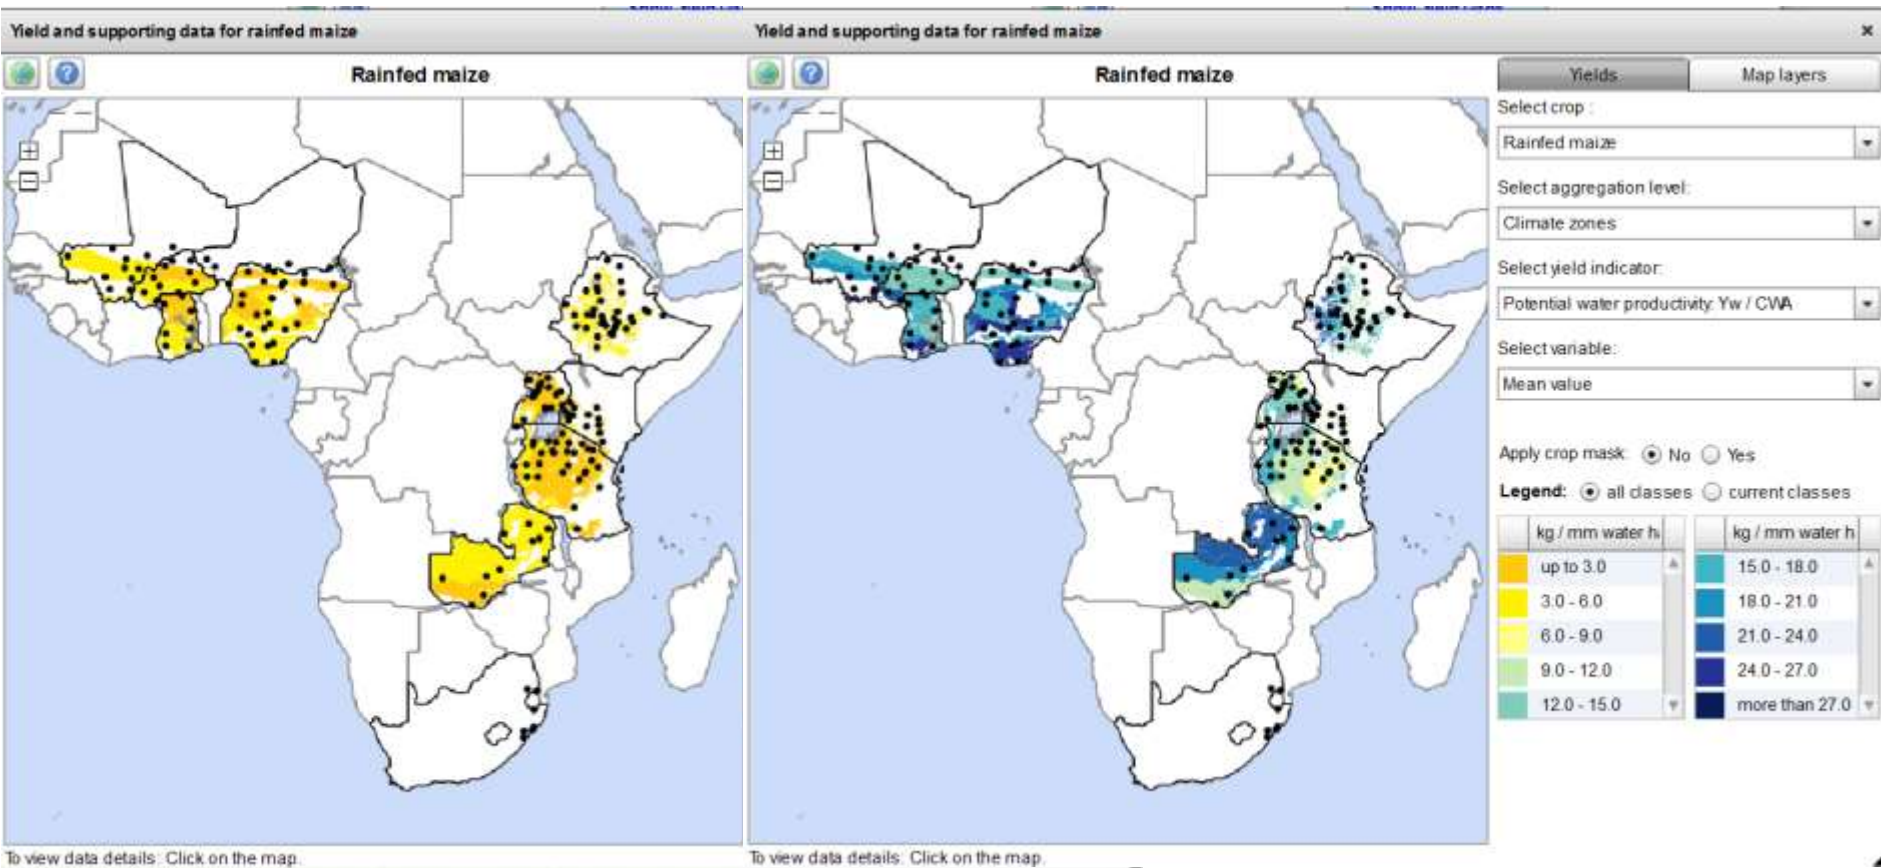 Yield and supporting data for rainfed maize
Yield and supporting data for rainfed maize
Rainfed maize
Rainfed maize
Yields
Map layers
Select crop :
Rainfed maize
Select aggregation level:
Climate zones
Select yield indicator:
Potential water productivity: Yw / CWA
Select variable:
Mean value
Apply crop mask: No Yes
Legend: all classes current classes
kg / mm water h
kg / mm water h
up to 3.0
15.0 - 18.0
3.0 - 6.0
18.0 - 21.0
6.0 - 9.0
21.0 - 24.0
9.0 - 12.0
24.0 - 27.0
12.0 - 15.0
more than 27.0
To view data details: Click on the map.
To view data details: Click on the map.